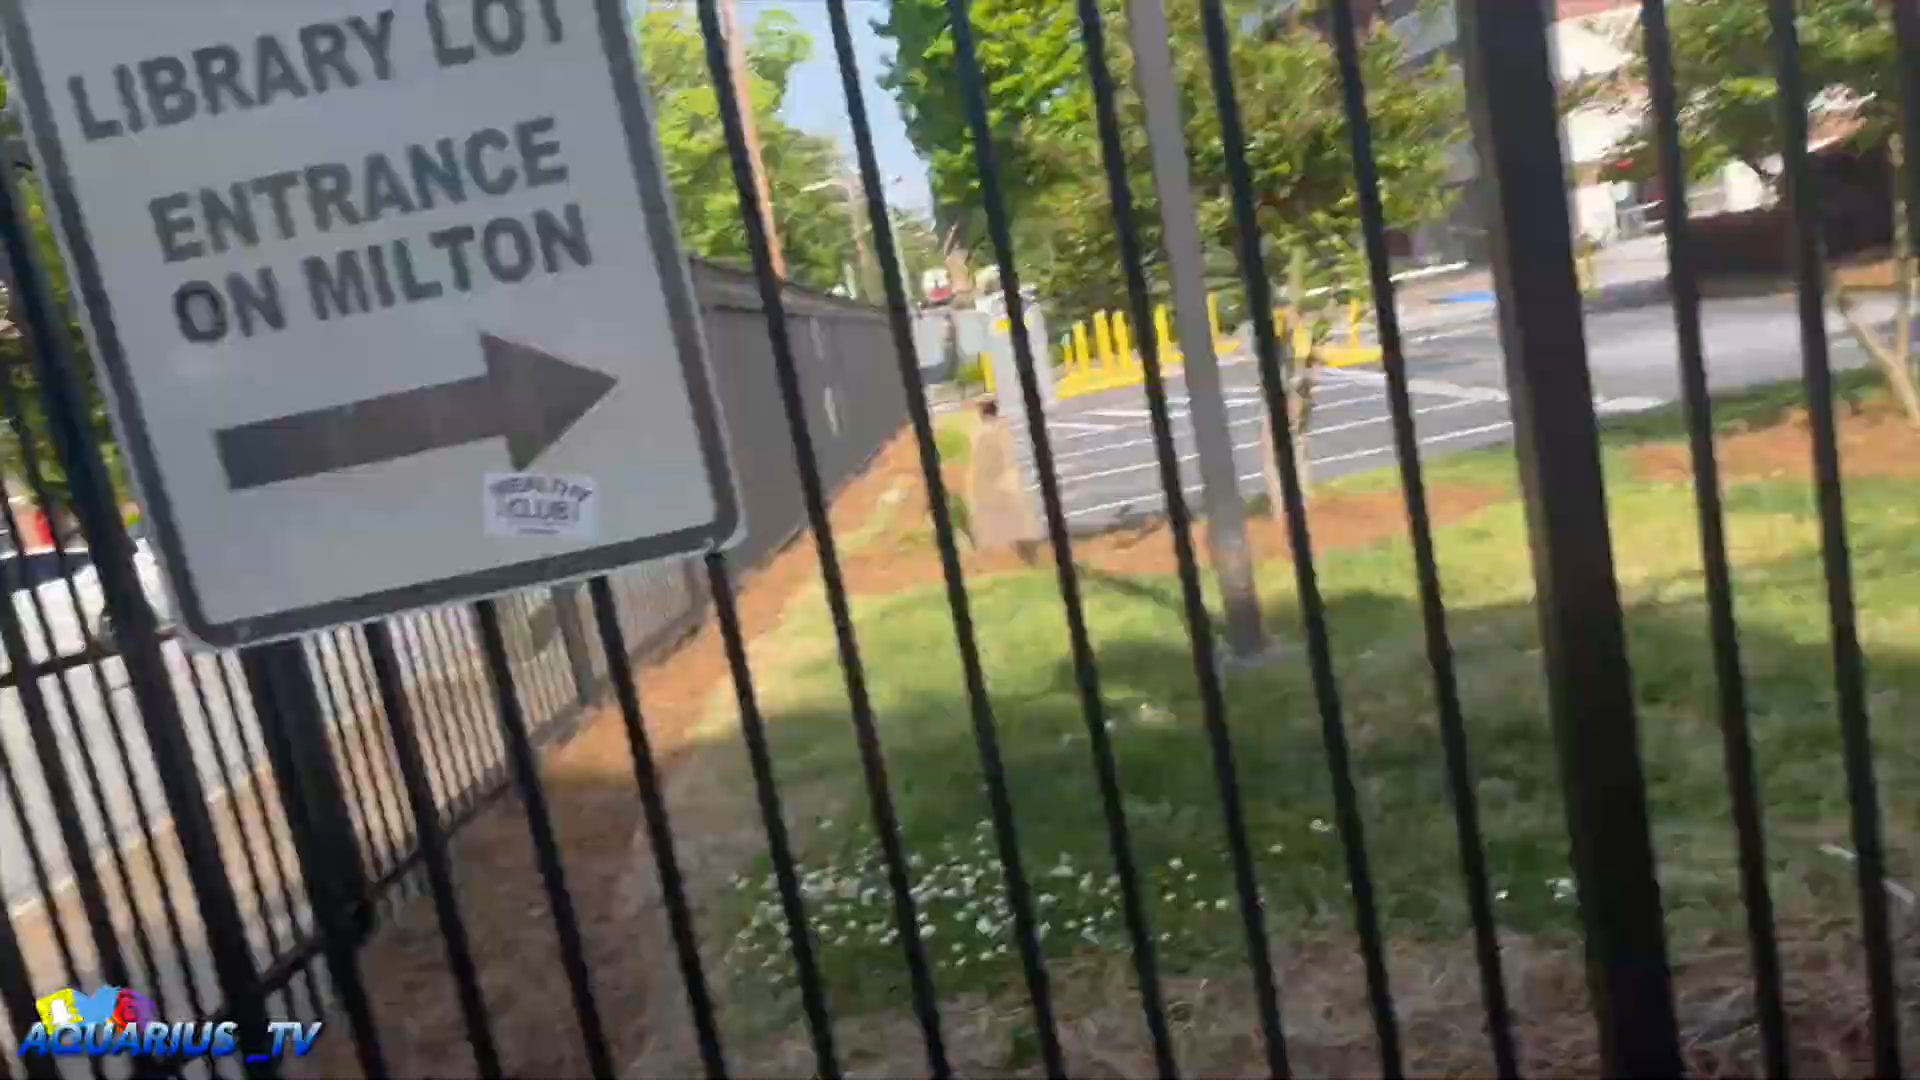 LIBRARY LOT
ENTRANCE
ON MILTON
WEALTHY
CLUB
AQUARIUS_TV